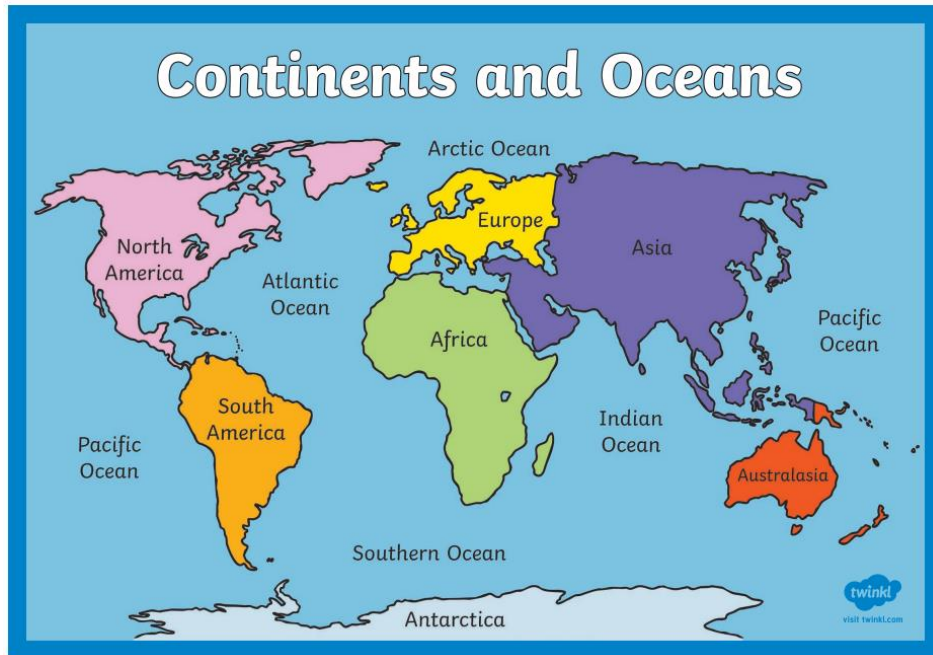 Continents and Oceans
Arctic Ocean
North
America
Europe
Asia
Atlantic
Ocean
Pacific
Ocean
Africa
South
America
Indian
Ocean
Pacific
Ocean
Australasia
Southern Ocean
Antarctica
twinkl
visit twinkl.com